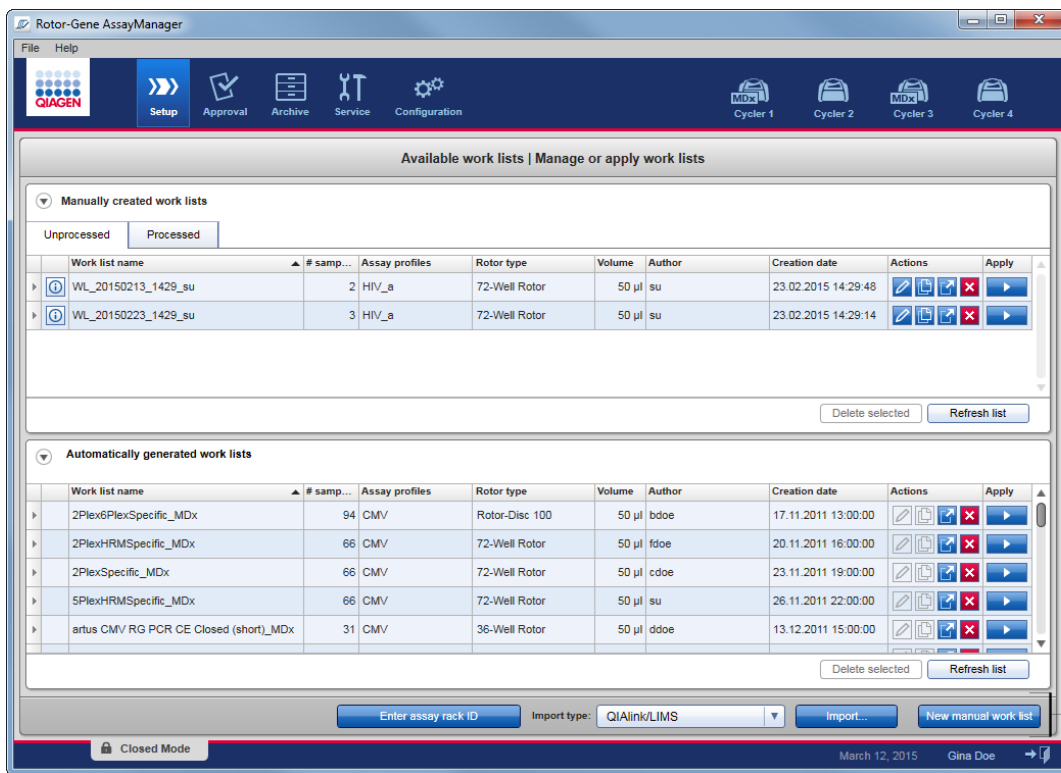 Rotor-Gene AssayManager
File Help
QIAGEN
Setup Approval Archive Service Configuration MDx Cycler 1 Cycler 2 MDx Cycler 3 Cycler 4
Available work lists | Manage or apply work lists
Manually created work lists
Unprocessed Processed
Work list name # samp... Assay profiles Rotor type Volume Author Creation date Actions Apply
WL_20150213_1429_su 2 HIV_a 72-Well Rotor 50 µl su 23.02.2015 14:29:48
WL_20150223_1429_su 3 HIV_a 72-Well Rotor 50 µl su 23.02.2015 14:29:14
Delete selected Refresh list
Automatically generated work lists
Work list name # samp... Assay profiles Rotor type Volume Author Creation date Actions Apply
2Plex6PlexSpecific_MDx 94 CMV Rotor-Disc 100 50 µl bdoe 17.11.2011 13:00:00
2PlexHRMSpecific_MDx 66 CMV 72-Well Rotor 50 µl fdoe 20.11.2011 16:00:00
2PlexSpecific_MDx 66 CMV 72-Well Rotor 50 µl cdoe 23.11.2011 19:00:00
5PlexHRMSpecific_MDx 66 CMV 72-Well Rotor 50 µl su 26.11.2011 22:00:00
artus CMV RG PCR CE Closed (short)_MDx 31 CMV 36-Well Rotor 50 µl ddoe 13.12.2011 15:00:00
Delete selected Refresh list
Enter assay rack ID Import type: QIAlink/LIMS Import... New manual work list
Closed Mode March 12, 2015 Gina Doe